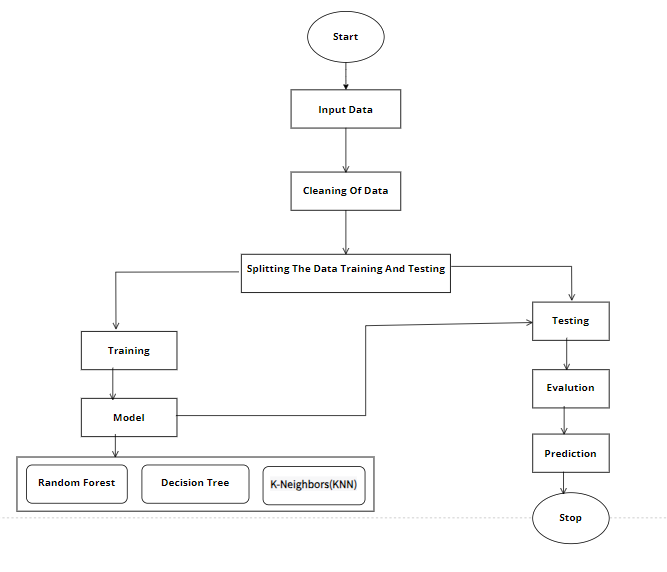 Start
Input Data
Cleaning Of Data
Splitting The Data Training And Testing
Testing
Training
Evalution
Model
Prediction
Random Forest
Decision Tree
K-Neighbors(KNN)
Stop